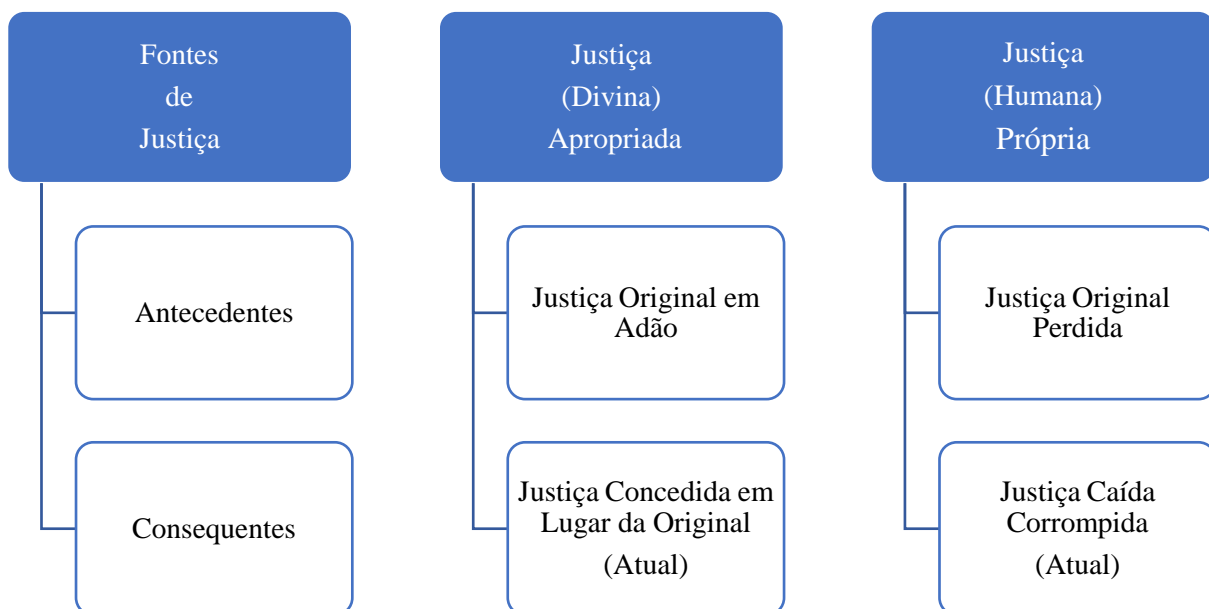 Fontes
de
Justiça
Justiça
(Divina)
Apropriada
Justiça
(Humana)
Própria
Antecedentes
Justiça Original em
Adão
Justiça Original
Perdida
Consequentes
Justiça Concedida em
Lugar da Original
(Atual)
Justiça Caída
Corrompida
(Atual)